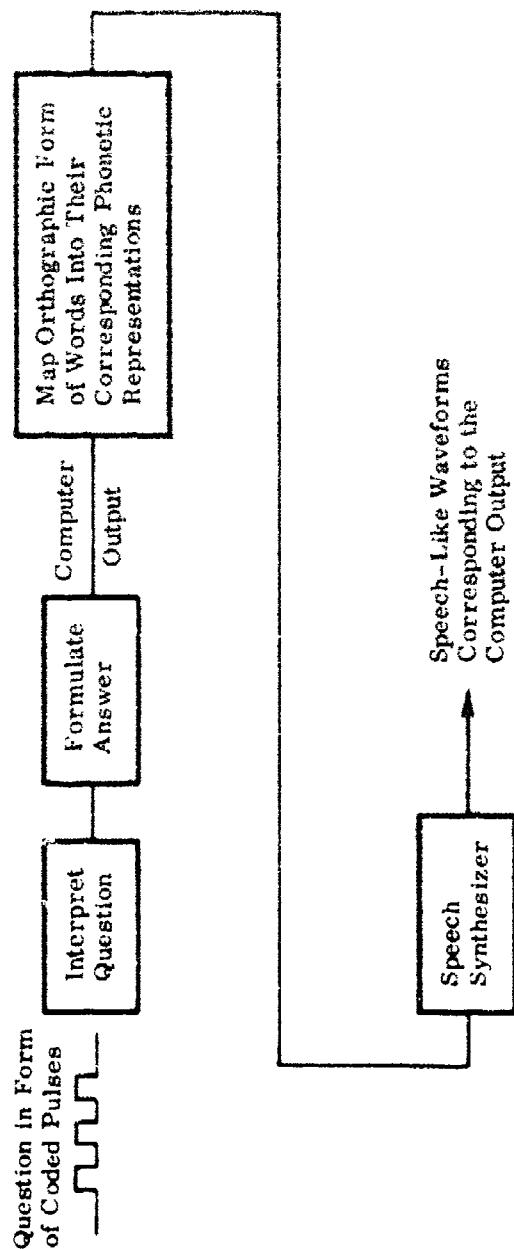 Question in Form
of Coded Pulses
Interpret
Question
Formulate
Answer
Computer
Output
Map Orthographic Form
of Words Into Their
Corresponding Phonetic
Representations
Speech
Synthesizer
Speech-Like Waveforms
Corresponding to the
Computer Output